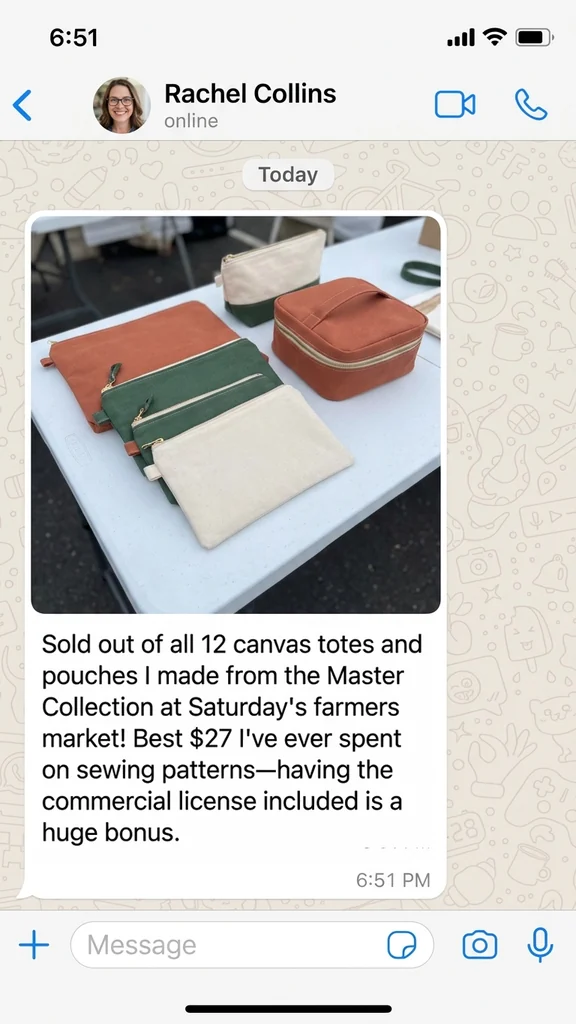 6:51
Rachel Collins
online
Today
Sold out of all 12 canvas totes and
pouches I made from the Master
Collection at Saturday's farmers
market! Best $27 I've ever spent
on sewing patterns—having the
commercial license included is a
huge bonus.
6:51 PM
Message